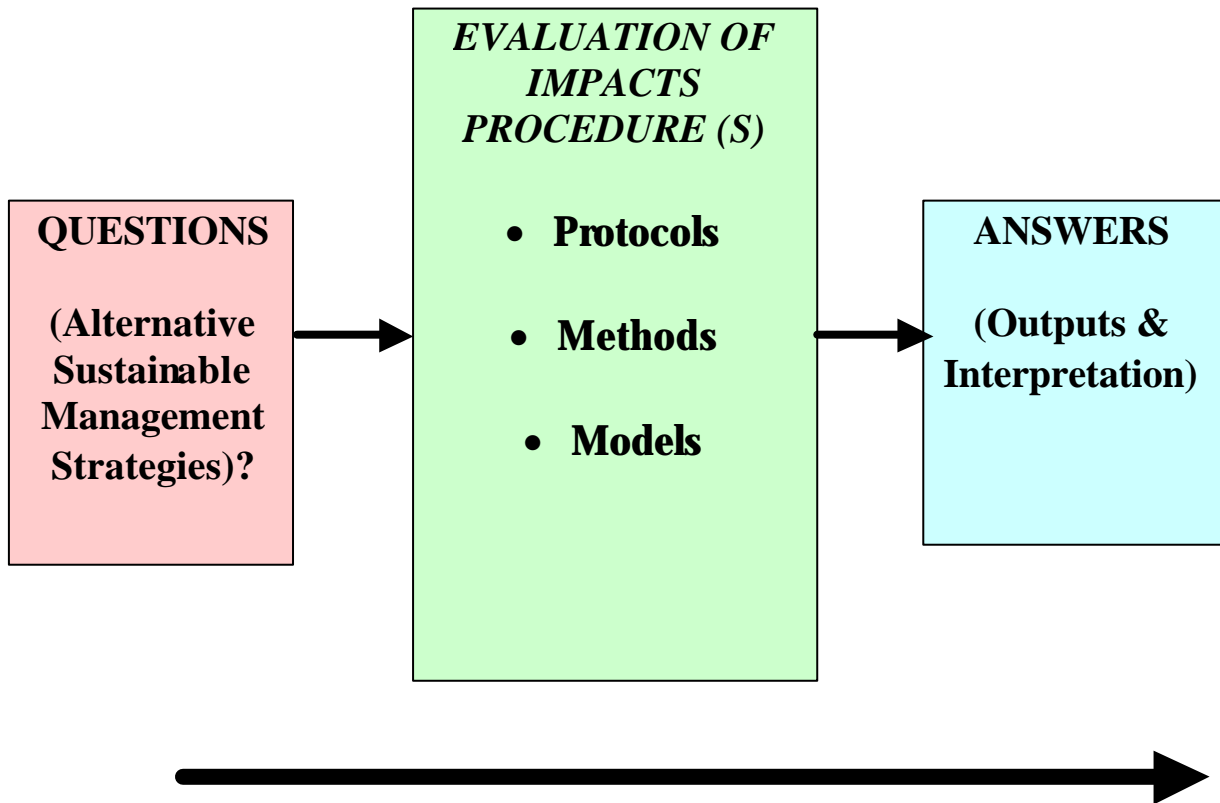 QUESTIONS
(Alternative
Sustainable
Management
Strategies)?
EVALUATION OF
IMPACTS
PROCEDURE (S)
• Protocols
• Methods
• Models
ANSWERS
(Outputs &
Interpretation)